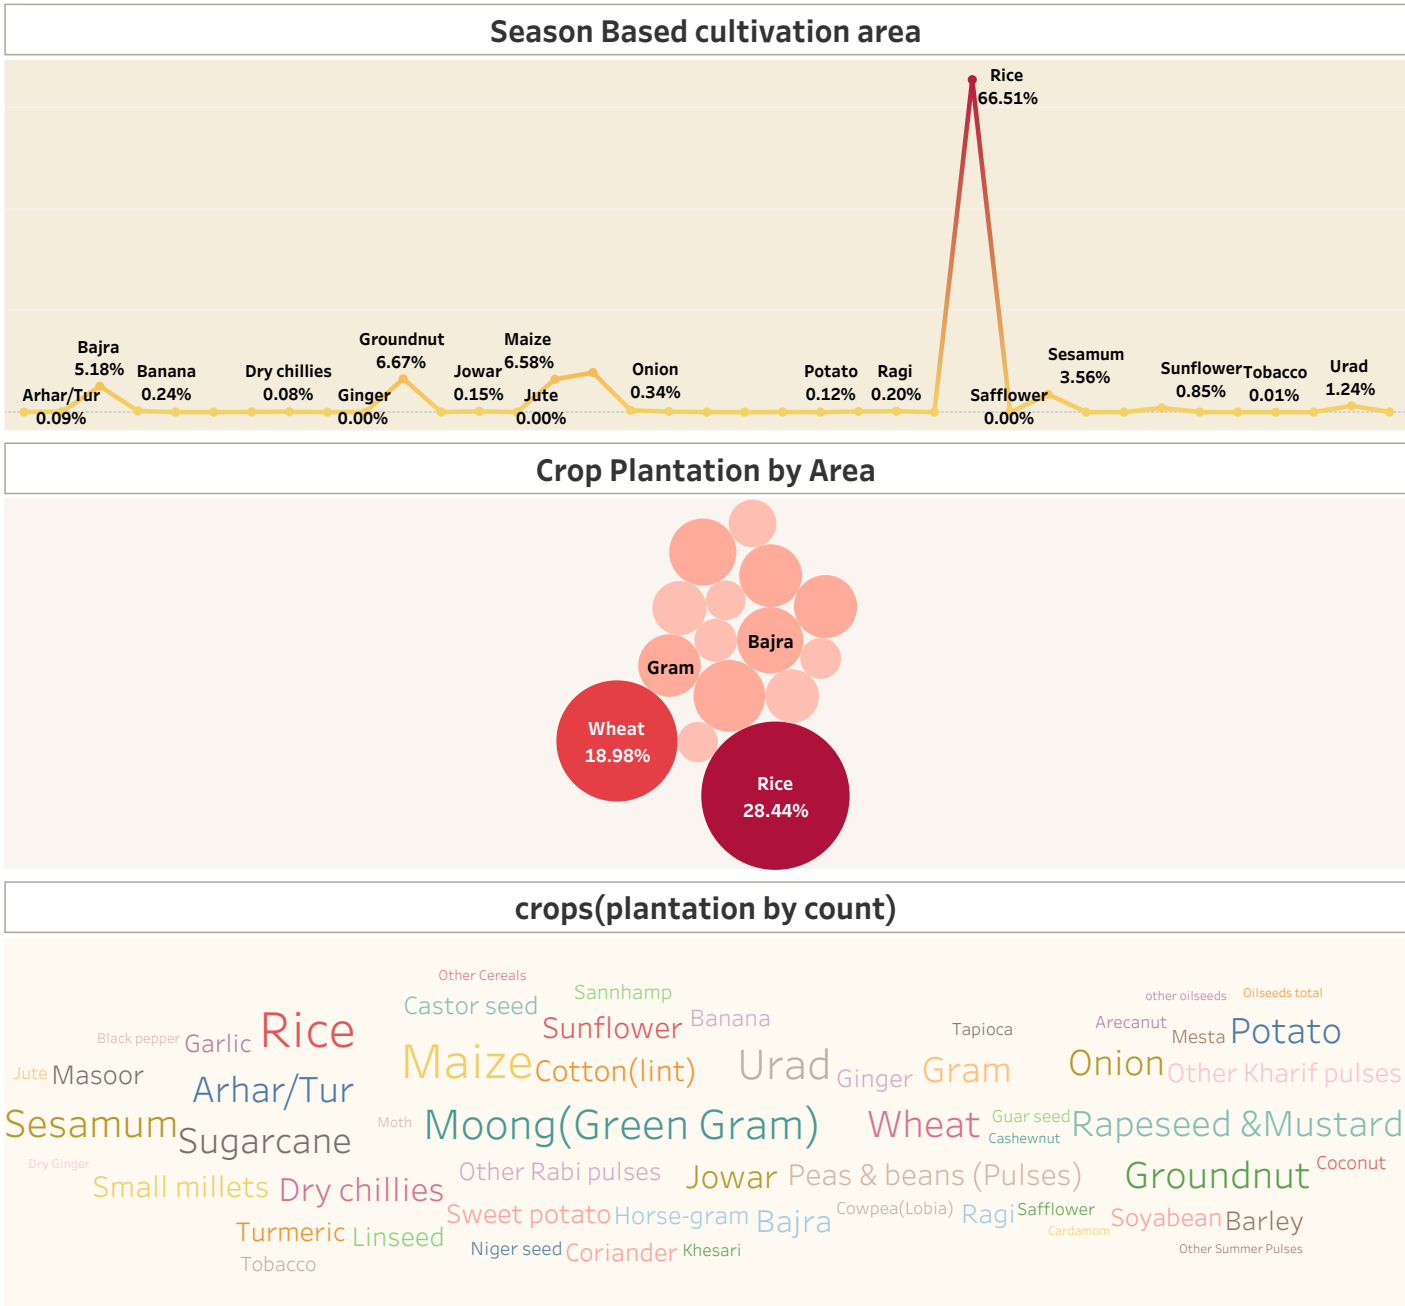 Season Based cultivation area
Rice
66.51%
Bajra
5.18%
Arhar/Tur
0.09%
Banana
0.24%
Dry chillies
0.08%
Ginger
0.00%
Groundnut
6.67%
Jowar
0.15%
Maize
6.58%
Jute
0.00%
Onion
0.34%
Potato
0.12%
Ragi
0.20%
Safflower
0.00%
Sesamum
3.56%
Sunflower
0.85%
Tobacco
0.01%
Urad
1.24%
Crop Plantation by Area
Bajra
Gram
Wheat
18.98%
Rice
28.44%
crops(plantation by count)
Other Cereals
Castor seed
Sannhamp
other oilseeds
Oilseeds total
Black pepper
Garlic
Rice
Sunflower
Banana
Tapioca
Arecanut
Mesta
Potato
Jute
Masoor
Arhar/Tur
Maize
Cotton(lint)
Urad
Ginger
Gram
Onion
Other Kharif pulses
Sesamum
Sugarcane
Moth
Moong(Green Gram)
Wheat
Guar seed
Cashewnut
Rapeseed &Mustard
Dry Ginger
Small millets
Dry chillies
Other Rabi pulses
Jowar
Peas & beans (Pulses)
Groundnut
Coconut
Turmeric
Linseed
Sweet potato
Horse-gram
Bajra
Cowpea(Lobia)
Ragi
Safflower
Cardamom
Soyabean
Barley
Tobacco
Niger seed
Coriander
Khesari
Other Summer Pulses